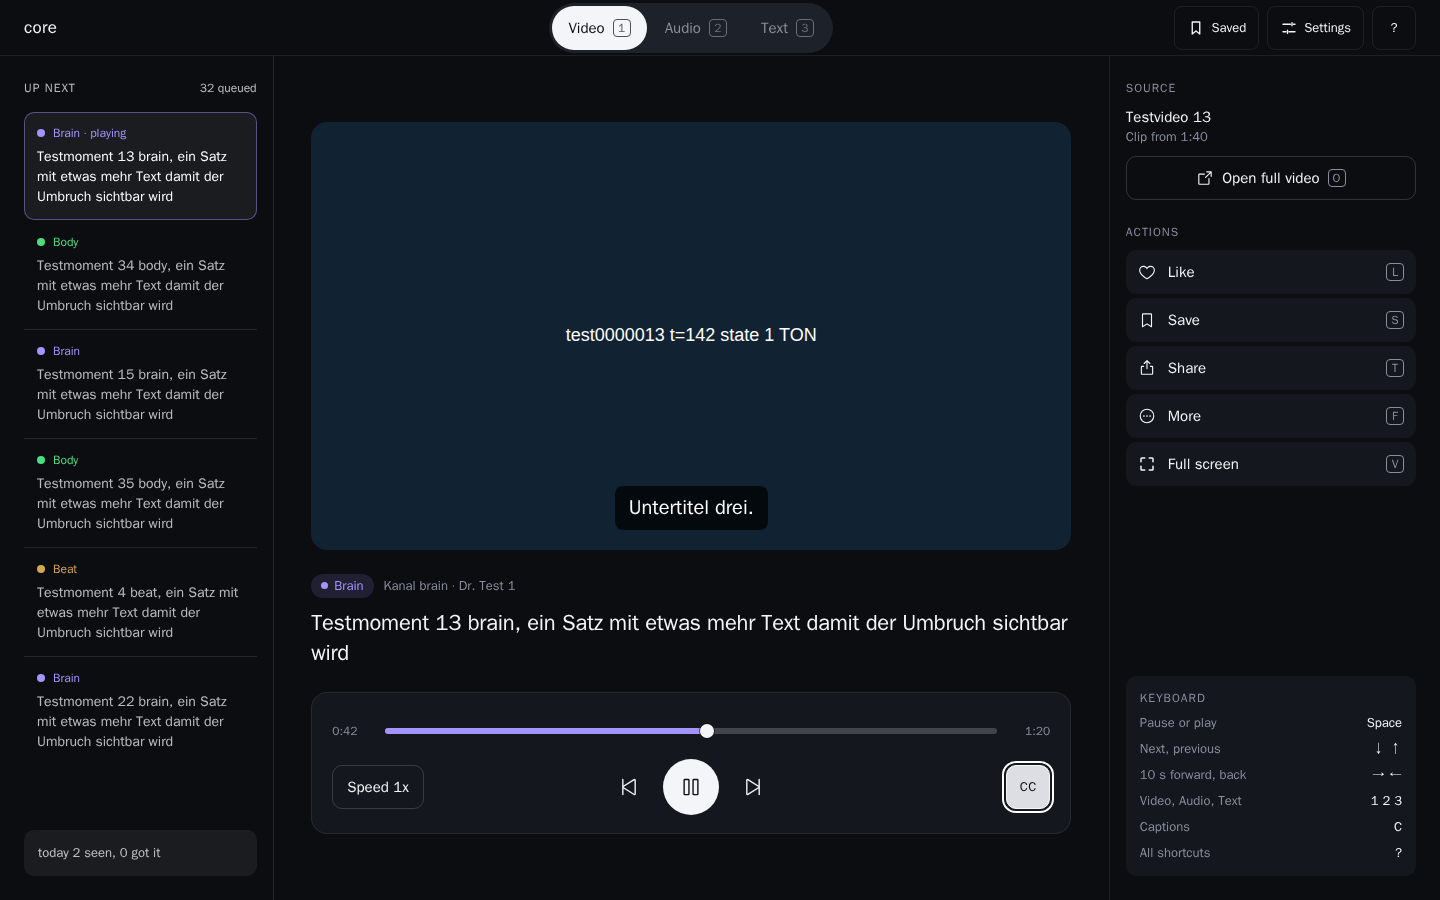 core
Video 1
Audio 2
Text 3
Saved
Settings
?
UP NEXT
32 queued
Brain · playing
Testmoment 13 brain, ein Satz
mit etwas mehr Text damit der
Umbruch sichtbar wird
Body
Testmoment 34 body, ein Satz
mit etwas mehr Text damit der
Umbruch sichtbar wird
Brain
Testmoment 15 brain, ein Satz
mit etwas mehr Text damit der
Umbruch sichtbar wird
Body
Testmoment 35 body, ein Satz
mit etwas mehr Text damit der
Umbruch sichtbar wird
Beat
Testmoment 4 beat, ein Satz mit
etwas mehr Text damit der
Umbruch sichtbar wird
Brain
Testmoment 22 brain, ein Satz
mit etwas mehr Text damit der
Umbruch sichtbar wird
today 2 seen, 0 got it
test0000013 t=142 state 1 TON
Untertitel drei.
Brain
Kanal brain · Dr. Test 1
Testmoment 13 brain, ein Satz mit etwas mehr Text damit der Umbruch sichtbar
wird
0:42
1:20
Speed 1x
CC
SOURCE
Testvideo 13
Clip from 1:40
Open full video O
ACTIONS
Like L
Save S
Share T
More F
Full screen V
KEYBOARD
Pause or play Space
Next, previous ↓ ↑
10 s forward, back → ←
Video, Audio, Text 1 2 3
Captions C
All shortcuts ?